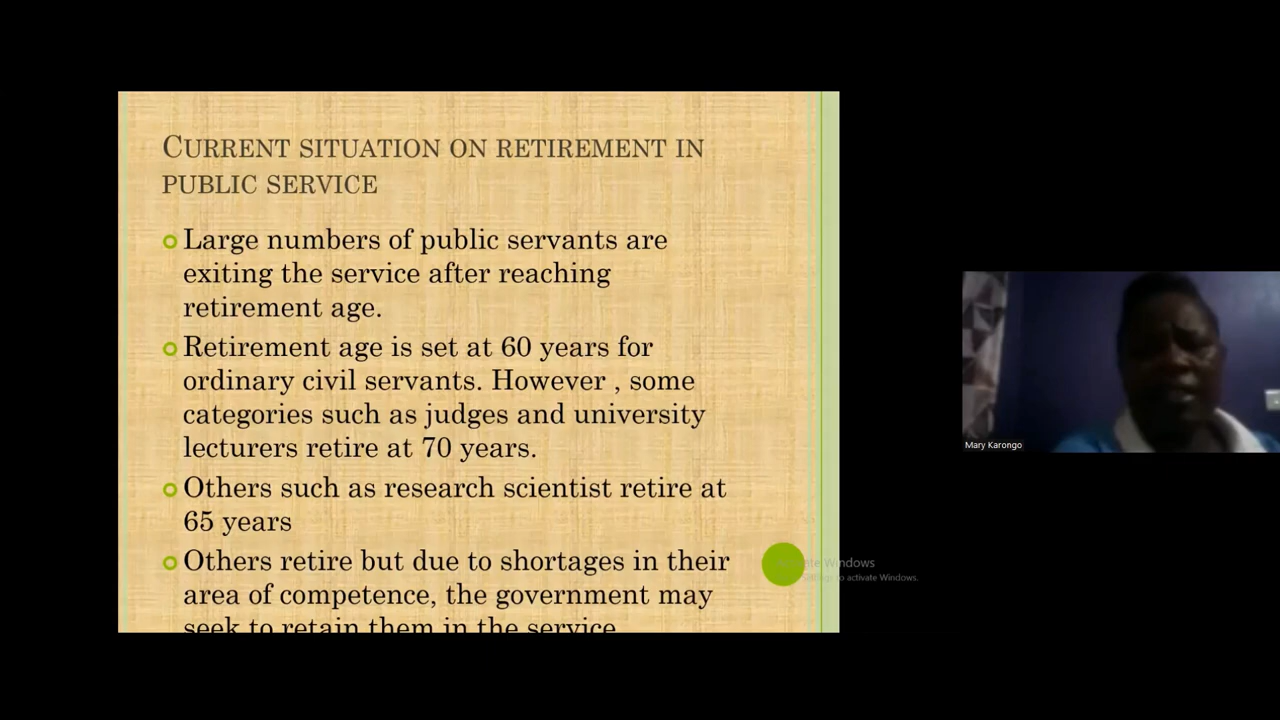 CURRENT SITUATION ON RETIREMENT IN
PUBLIC SERVICE
Large numbers of public servants are
exiting the service after reaching
retirement age.
Retirement age is set at 60 years for
ordinary civil servants. However , some
categories such as judges and university
lecturers retire at 70 years.
Others such as research scientist retire at
65 years
Others retire but due to shortages in their
area of competence, the government may
seek to retain them in the service
Windows
to activate Windows.
Mary Karongo